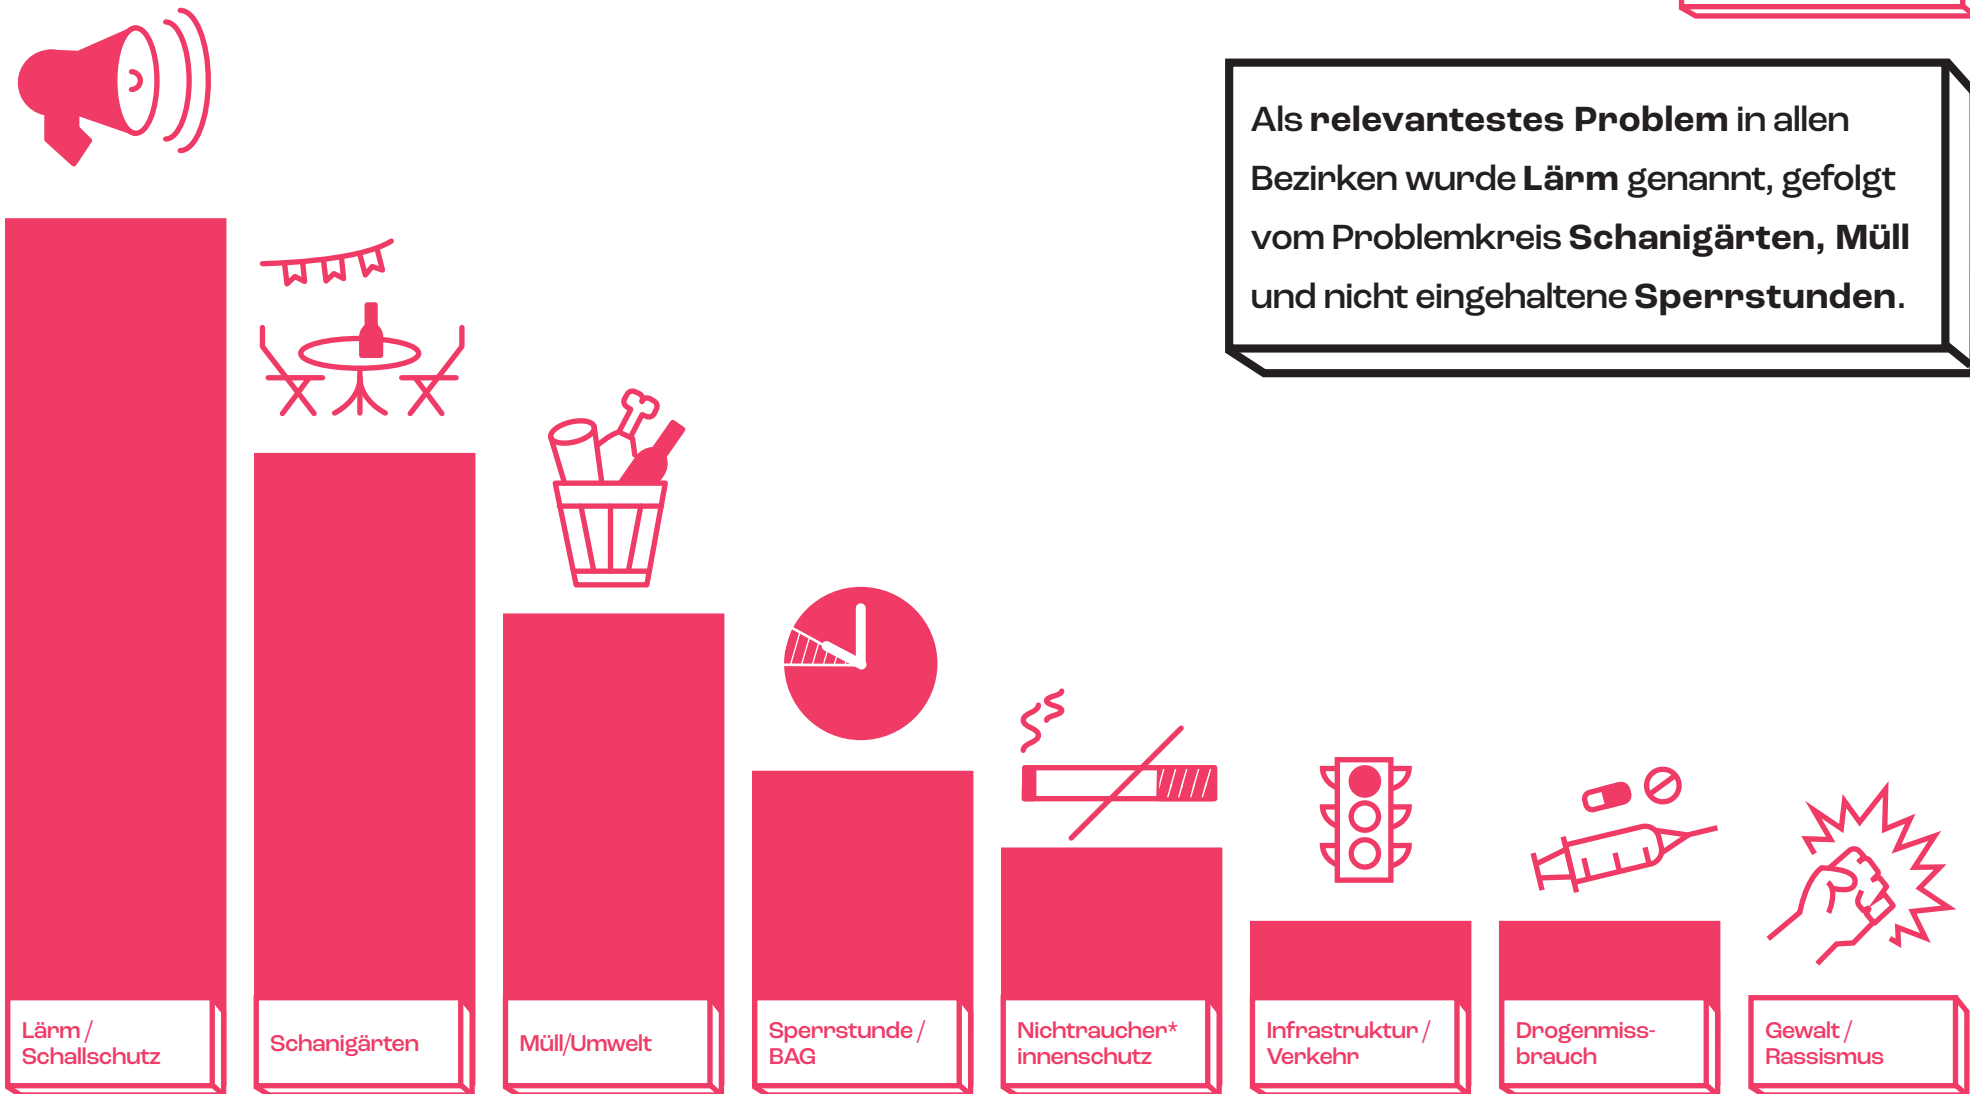 Als relevantestes Problem in allen
Bezirken wurde Lärm genannt, gefolgt
vom Problemkreis Schanigärten, Müll
und nicht eingehaltene Sperrstunden.
Lärm /
Schallschutz
Schanigärten
Müll/Umwelt
Sperrstunde /
BAG
Nichtraucher*
innenschutz
Infrastruktur /
Verkehr
Drogenmiss-
brauch
Gewalt /
Rassismus